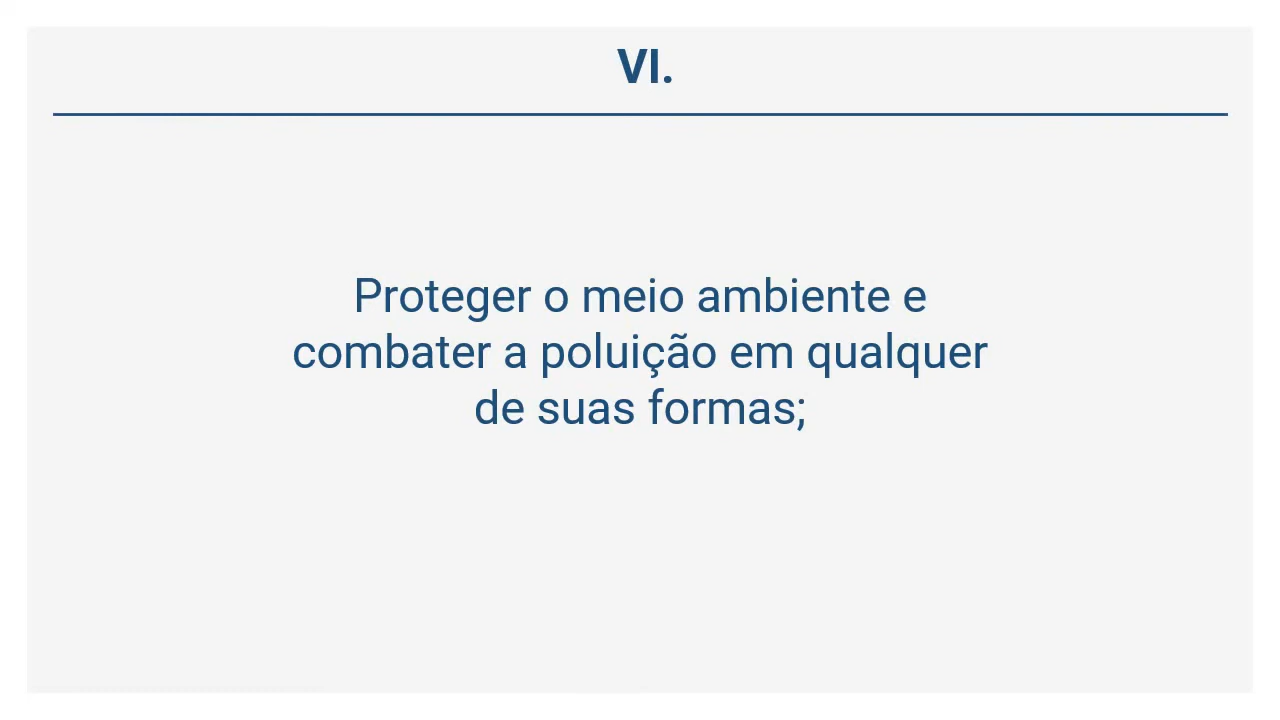 VI.
Proteger o meio ambiente e
combater a poluição em qualquer
de suas formas;